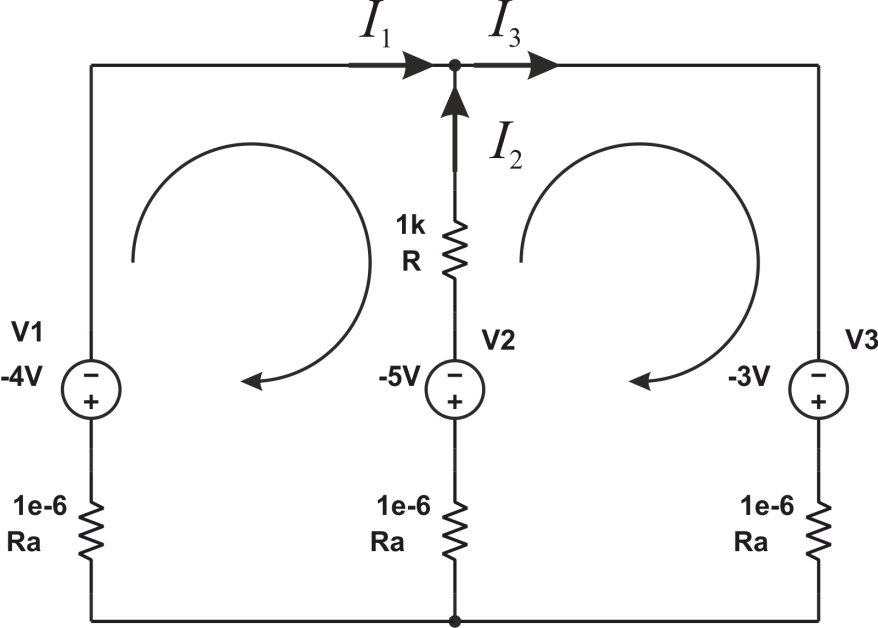 I1
I3
I2
1k
R
V1
-4V
−
+
V2
-5V
−
+
V3
-3V
−
+
1e-6
Ra
1e-6
Ra
1e-6
Ra